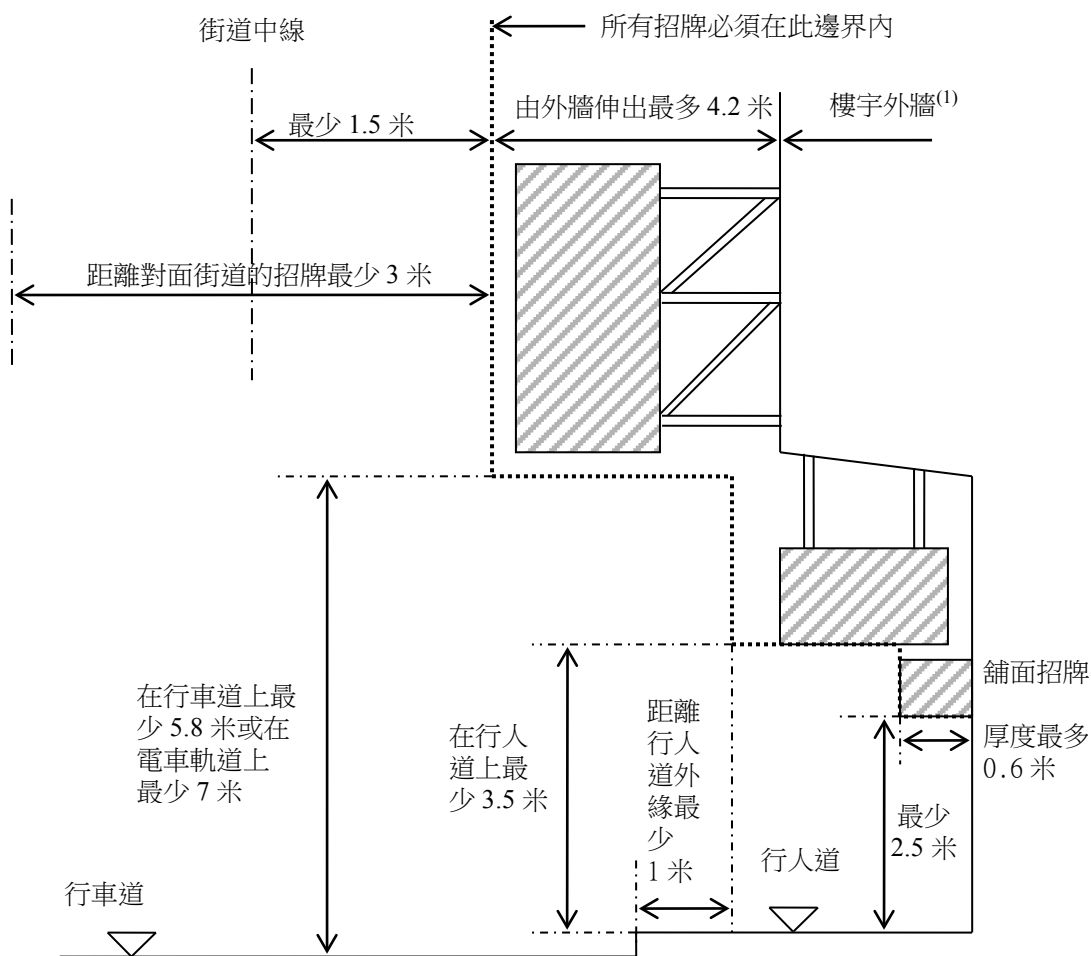 街道中線
所有招牌必須在此邊界內
最少 1.5 米
由外牆伸出最多 4.2 米
樓宇外牆(1)
距離對面街道的招牌最少 3 米
在行車道上最
少 5.8 米或在
電車軌道上
最少 7 米
在行人
道上最
少 3.5 米
距離
行人
道外
緣最
少
1 米
舖面招牌
厚度最多
0.6 米
最少
2.5 米
行人道
行車道